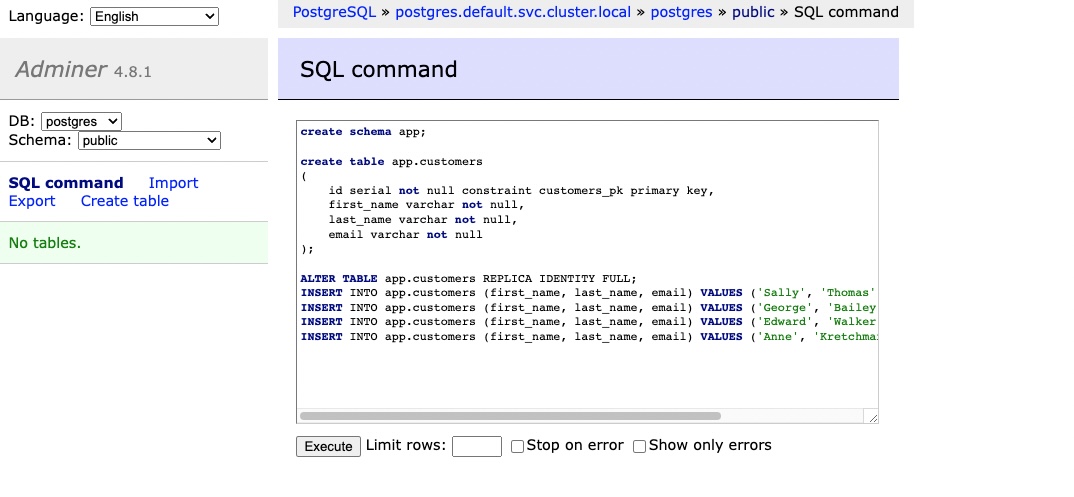 Language: English
PostgreSQL » postgres.default.svc.cluster.local » postgres » public » SQL command
Adminer 4.8.1
SQL command
DB: postgres
Schema: public
SQL command Import
Export Create table
No tables.
create schema app;
create table app.customers
(
    id serial not null constraint customers_pk primary key,
    first_name varchar not null,
    last_name varchar not null,
    email varchar not null
);
ALTER TABLE app.customers REPLICA IDENTITY FULL;
INSERT INTO app.customers (first_name, last_name, email) VALUES ('Sally', 'Thomas'
INSERT INTO app.customers (first_name, last_name, email) VALUES ('George', 'Bailey
INSERT INTO app.customers (first_name, last_name, email) VALUES ('Edward', 'Walker
INSERT INTO app.customers (first_name, last_name, email) VALUES ('Anne', 'Kretchma
Execute Limit rows: Stop on error Show only errors